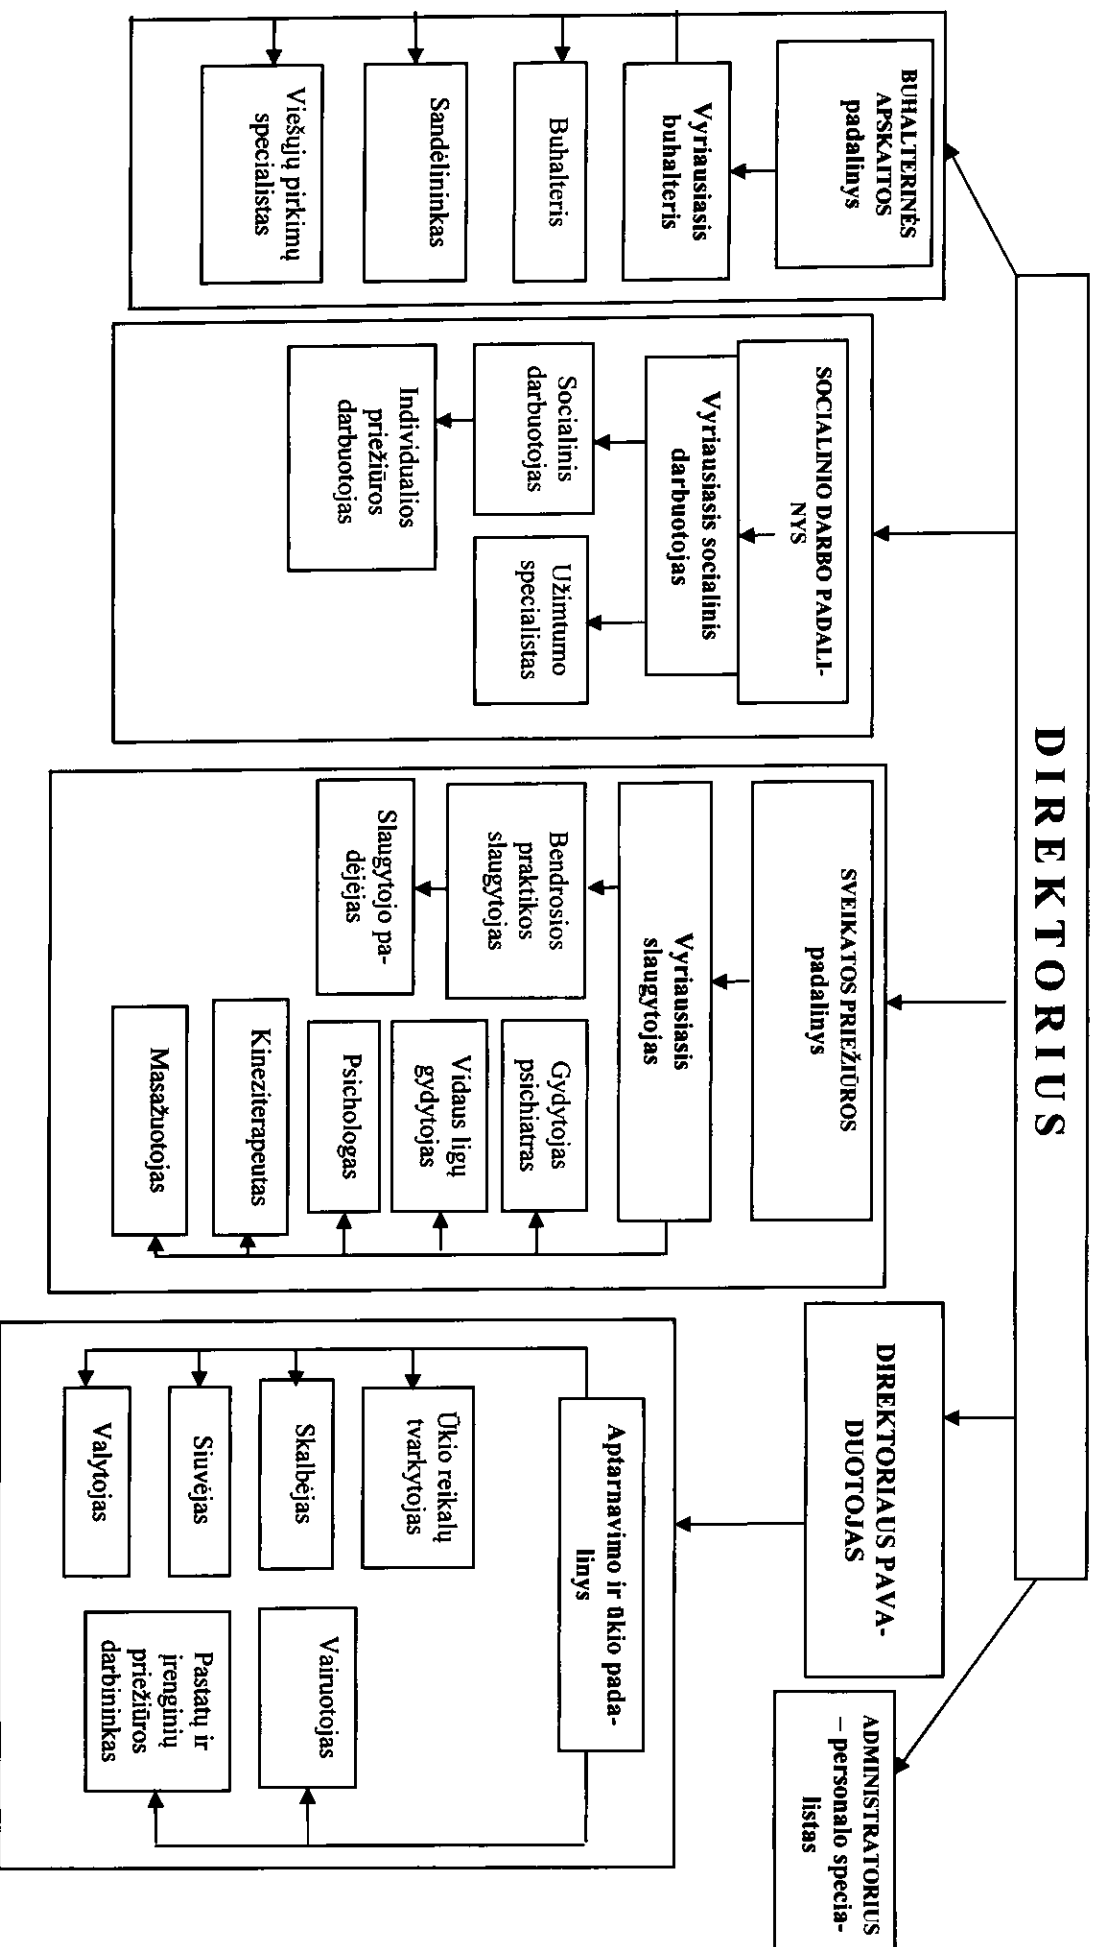 DIREKTORIUS
BUHALTERINĖS
APSKAITOS
padalinys
Vyriausiasis
buhalteris
Buhalteris
Sandėlininkas
Viešųjų pirkimų
specialistas
SOCIALINIO DARBO PADALI-
NYS
Vyriausiasis socialinis
darbuotojas
Socialinis
darbuotojas
Užimtumo
specialistas
Individualios
priežiūros
darbuotojas
SVEIKATOS PRIEŽIŪROS
padalinys
Vyriausiasis
slaugytojas
Bendrosios
praktikos
slaugytojas
Slaugytojo pa-
dėjėjas
Gydytojas
psichiatras
Vidaus ligų
gydytojas
Psichologas
Kineziterapeutas
Masažuotojas
DIREKTORIAUS PAVA-
DUOTOJAS
Aptarnavimo ir ūkio pada-
linys
Ūkio reikalų
tvarkytojas
Skalbėjas
Siuvėjas
Valytojas
Vairuotojas
Pastatų ir
įrenginių
priežiūros
darbininkas
ADMINISTRATORIUS
– personalo specia-
listas